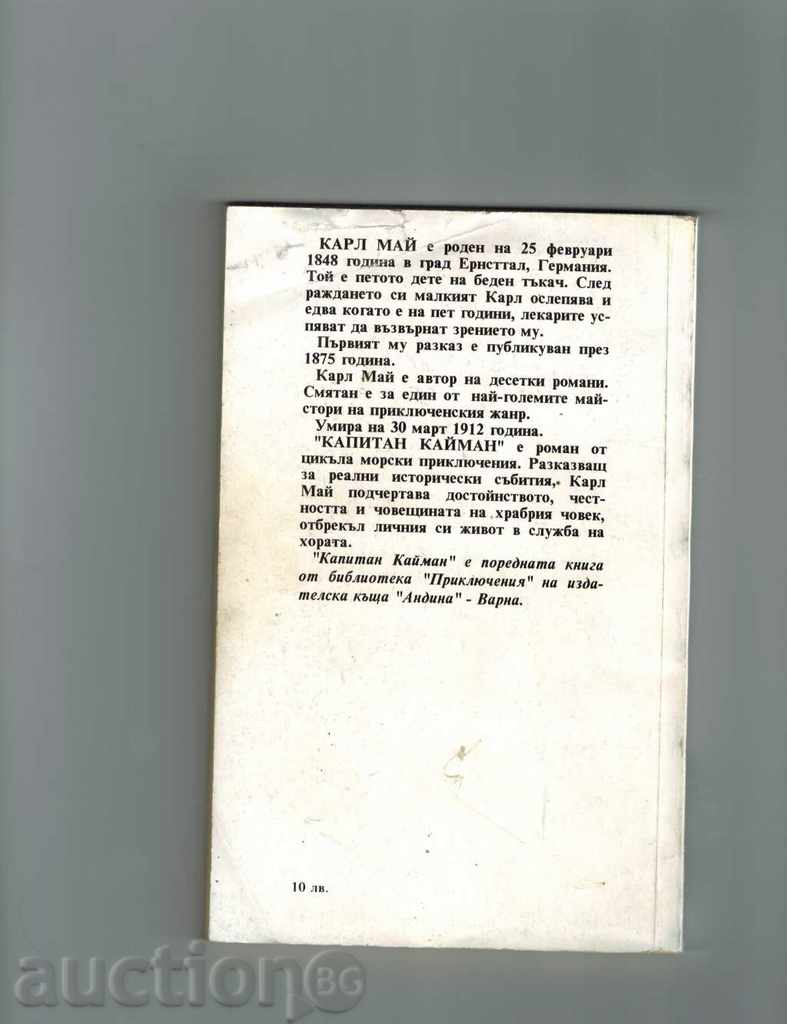 КАРЛ МАЙ е роден на 25 февруари
1848 година в град Ернсттал, Германия.
Той е петото дете на беден тъкач. След
раждането си малкият Карл ослепява и
едва когато е на пет години, лекарите ус-
пяват да възвърнат зрението му.
Първият му разказ е публикуван през
1875 година.
Карл Май е автор на десетки романи.
Смятан е за един от най-големите май-
стори на приключенския жанр.
Умира на 30 март 1912 година.
"КАПИТАН КАЙМАН" е роман от
цикъла морски приключения. Разказващ
за реални исторически събития, Карл
Май подчертава достойнството, чест-
ността и човещината на храбрия човек,
отбрекъл личния си живот в служба на
хората.
"Капитан Кайман" е поредната книга
от библиотека "Приключения" на изда-
телска къща "Андина" - Варна.
10 лв.
auctionBG